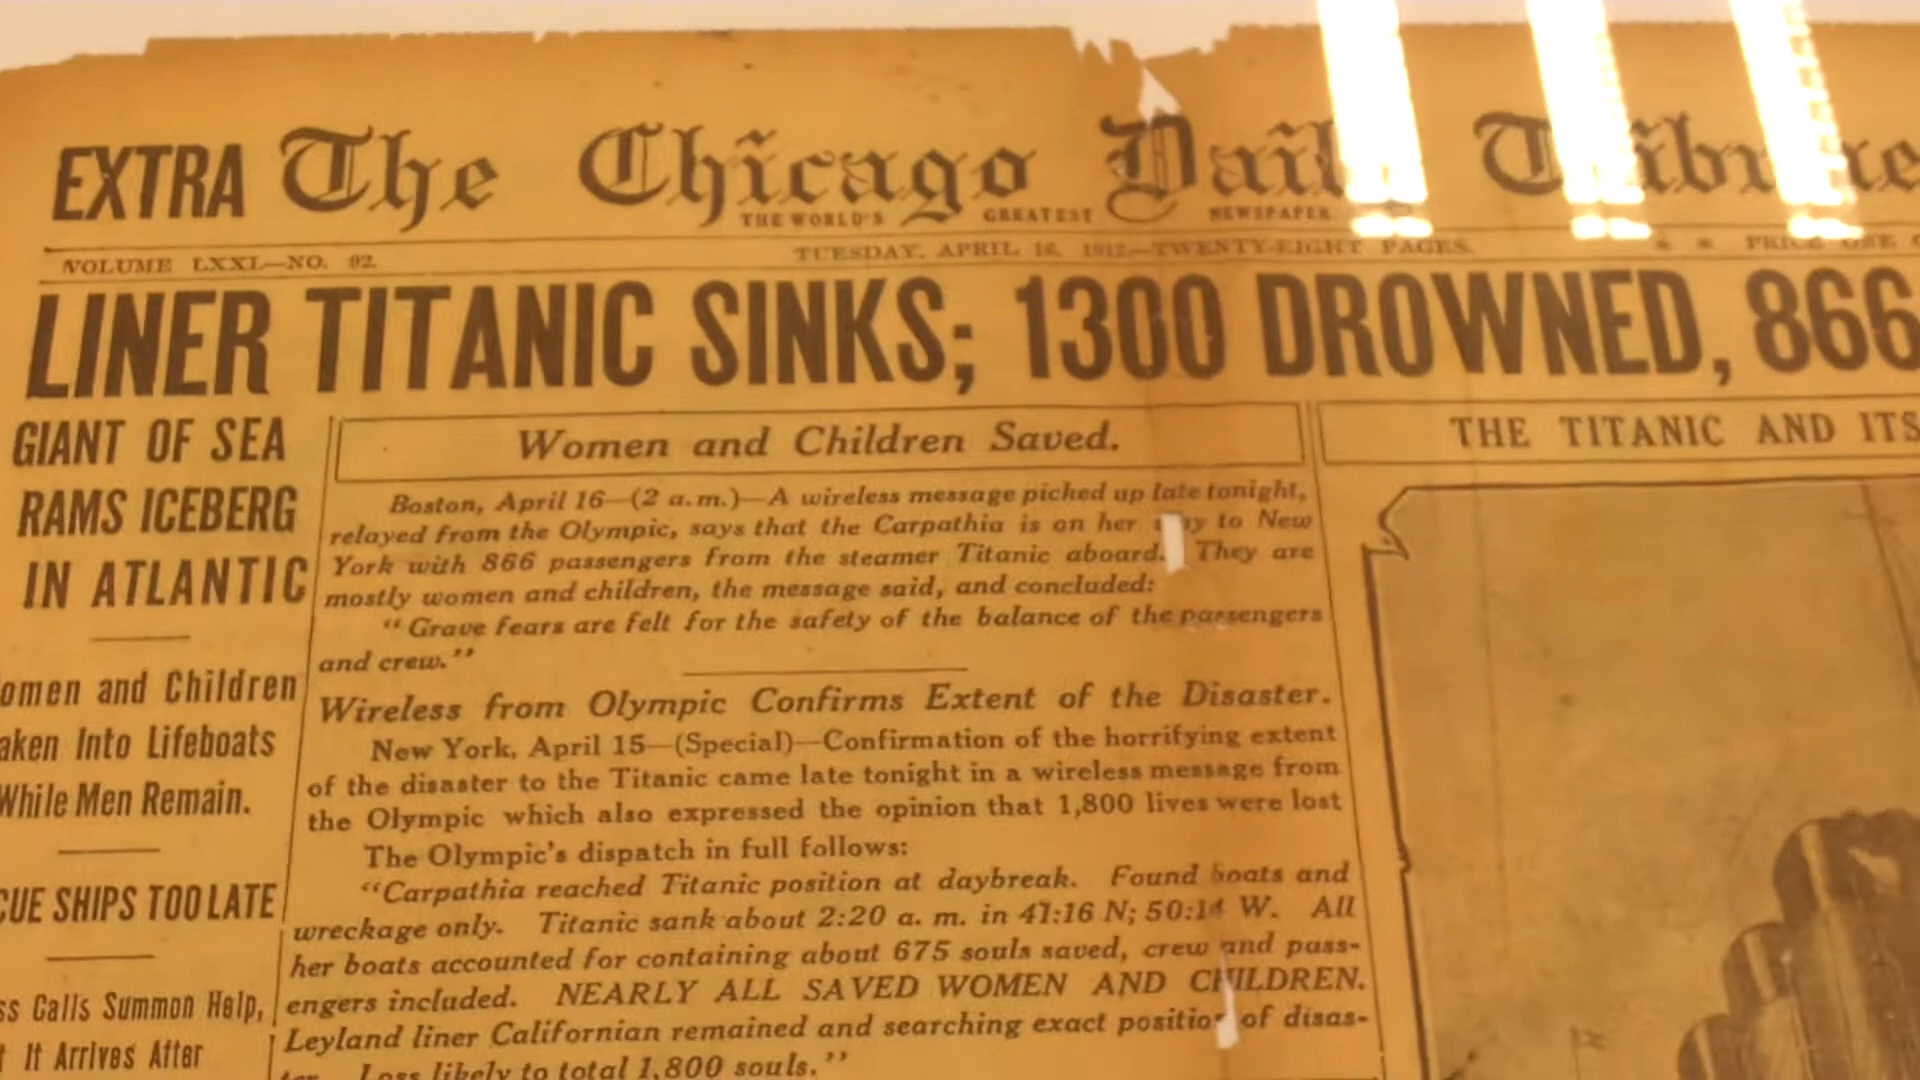 EXTRA The Chicago Daily Tribune
THE WORLD'S GREATEST NEWSPAPER
VOLUME LXXI.—NO. 92.
TUESDAY, APRIL 16, 1912.—TWENTY-EIGHT PAGES.
* * PRICE ONE
LINER TITANIC SINKS; 1300 DROWNED, 866
GIANT OF SEA
RAMS ICEBERG
IN ATLANTIC
omen and Children
aken Into Lifeboats
While Men Remain.
CUE SHIPS TOO LATE
ss Calls Summon Help,
t It Arrives After
Women and Children Saved.
Boston, April 16—(2 a.m.)—A wireless message picked up late tonight,
relayed from the Olympic, says that the Carpathia is on her way to New
York with 866 passengers from the steamer Titanic aboard. They are
mostly women and children, the message said, and concluded:
"Grave fears are felt for the safety of the balance of the passengers
and crew."
Wireless from Olympic Confirms Extent of the Disaster.
New York, April 15—(Special)—Confirmation of the horrifying extent
of the disaster to the Titanic came late tonight in a wireless message from
the Olympic which also expressed the opinion that 1,800 lives were lost
The Olympic's dispatch in full follows:
"Carpathia reached Titanic position at daybreak. Found boats and
wreckage only. Titanic sank about 2:20 a. m. in 41:16 N; 50:14 W. All
her boats accounted for containing about 675 souls saved, crew and pass-
engers included. NEARLY ALL SAVED WOMEN AND CHILDREN.
Leyland liner Californian remained and searching exact position of disas-
ter. Loss likely to total 1,800 souls."
THE TITANIC AND ITS